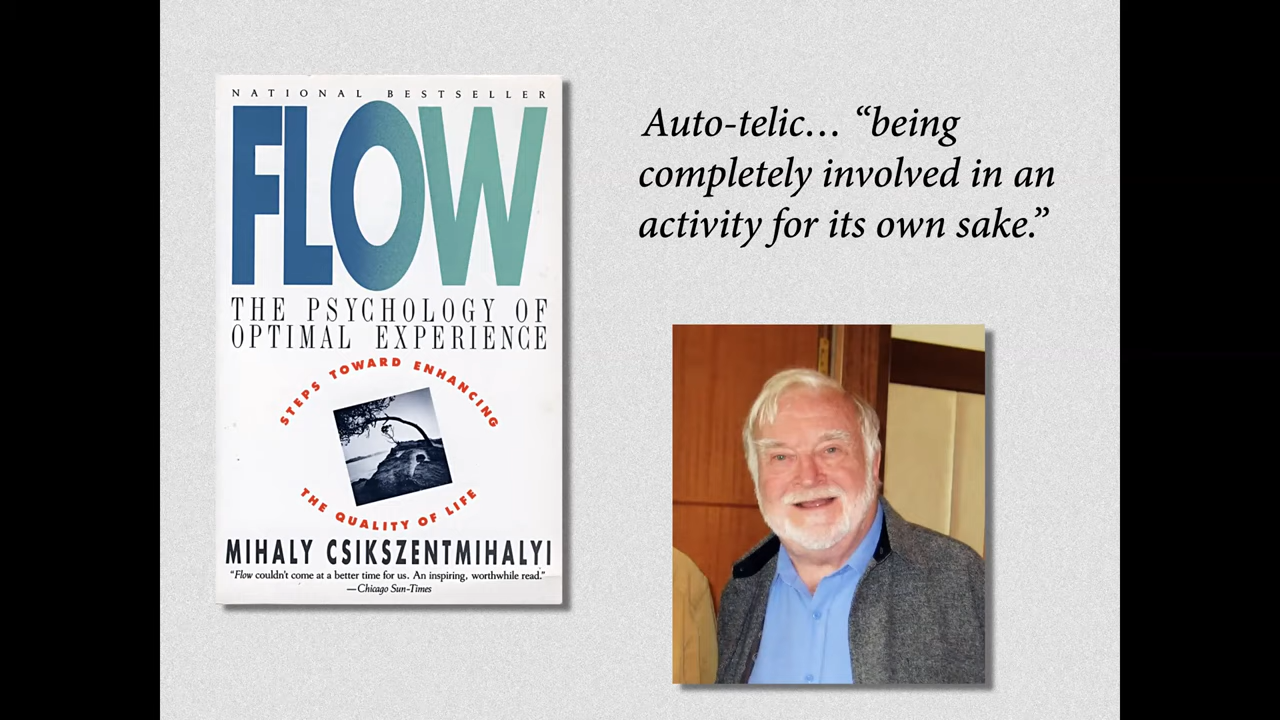 NATIONAL BESTSELLER
FLOW
THE PSYCHOLOGY OF
OPTIMAL EXPERIENCE
STEPS TOWARD ENHANCING
THE QUALITY OF LIFE
MIHALY CSIKSZENTMIHALYI
“Flow couldn't come at a better time for us. An inspiring, worthwhile read.”
—Chicago Sun-Times
Auto-telic… “being
completely involved in an
activity for its own sake.”